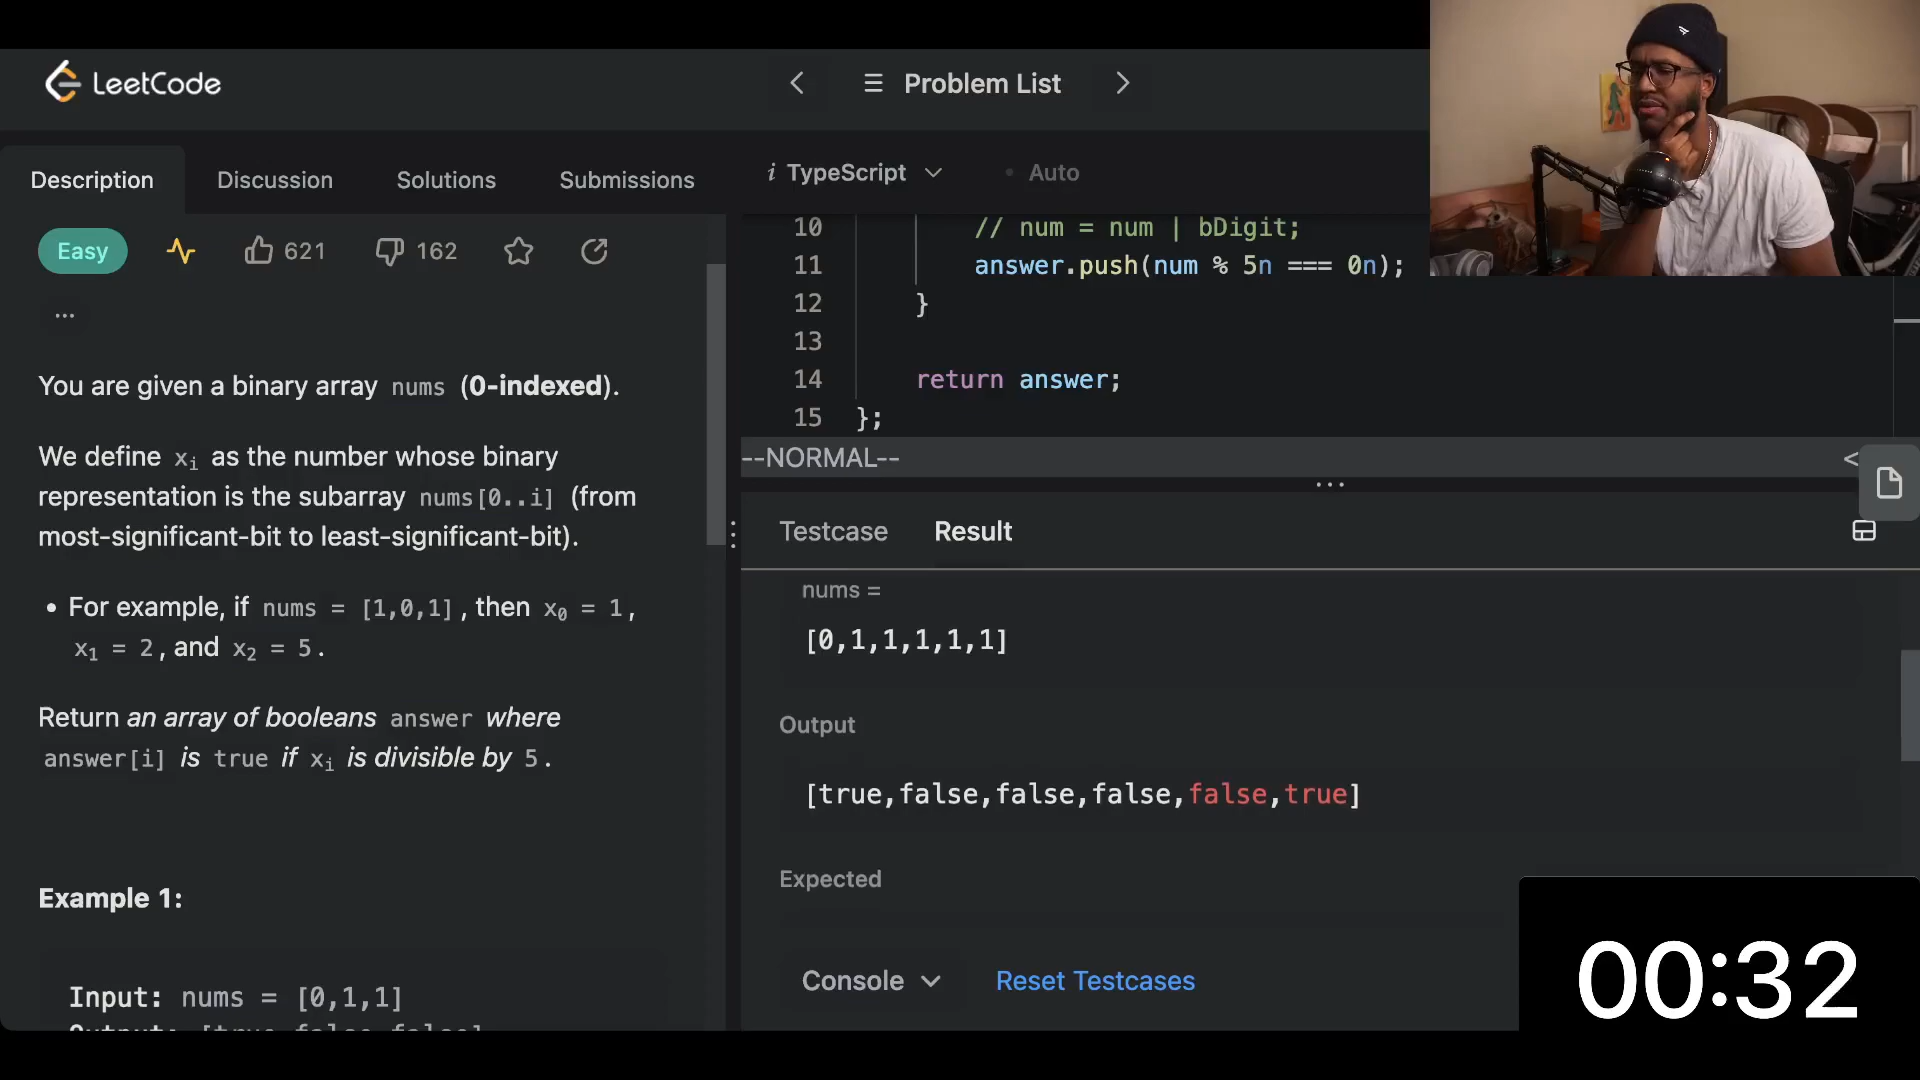 LeetCode
Problem List
Description
Discussion
Solutions
Submissions
i TypeScript
• Auto
Easy
621
162
...
You are given a binary array nums (0-indexed).
We define xi as the number whose binary
representation is the subarray nums[0..i] (from
most-significant-bit to least-significant-bit).
• For example, if nums = [1,0,1], then x0 = 1,
x1 = 2, and x2 = 5.
Return an array of booleans answer where
answer[i] is true if xi is divisible by 5.
Example 1:
Input: nums = [0,1,1]
Output: [true,false,false]
10 // num = num | bDigit;
11 answer.push(num % 5n === 0n);
12 }
13
14 return answer;
15 };
--NORMAL--
Testcase
Result
nums =
[0,1,1,1,1,1]
Output
[true,false,false,false,false,true]
Expected
Console
Reset Testcases
00:32